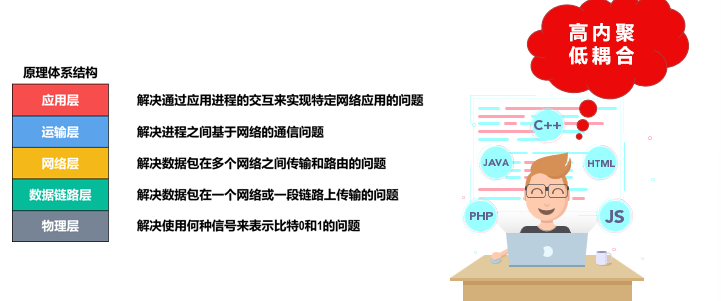 高内聚
低耦合
原理体系结构
应用层 解决通过应用进程的交互来实现特定网络应用的问题
运输层 解决进程之间基于网络的通信问题
网络层 解决数据包在多个网络之间传输和路由的问题
数据链路层 解决数据包在一个网络或一段链路上传输的问题
物理层 解决使用何种信号来表示比特0和1的问题
C++
JAVA
HTML
PHP
JS